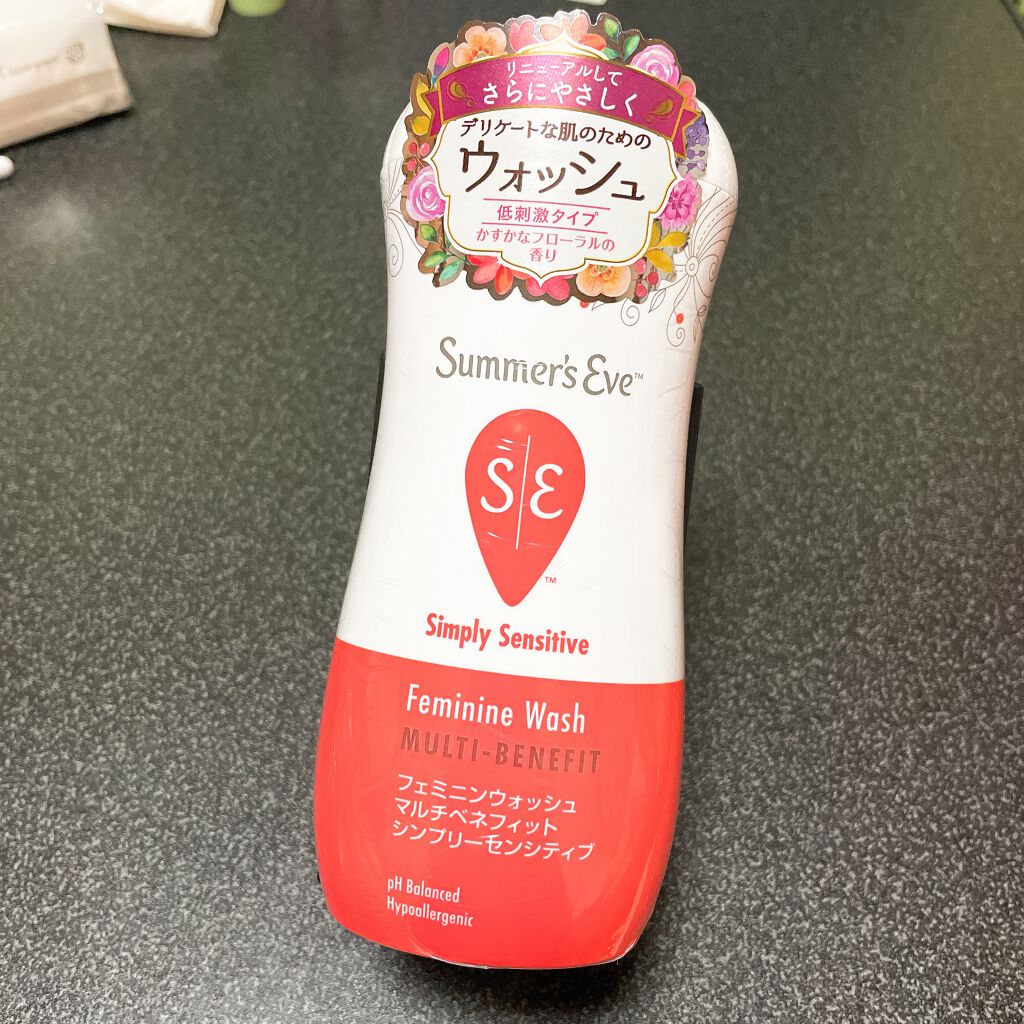 リニューアルして
さらにやさしく
デリケートな肌のための
ウォッシュ
低刺激タイプ
かすかなフローラルの
香り
Summer's Eve™
S|E
™
Simply Sensitive
Feminine Wash
MULTI-BENEFIT
フェミニンウォッシュ
マルチベネフィット
シンプリーセンシティブ
pH Balanced
Hypoallergenic